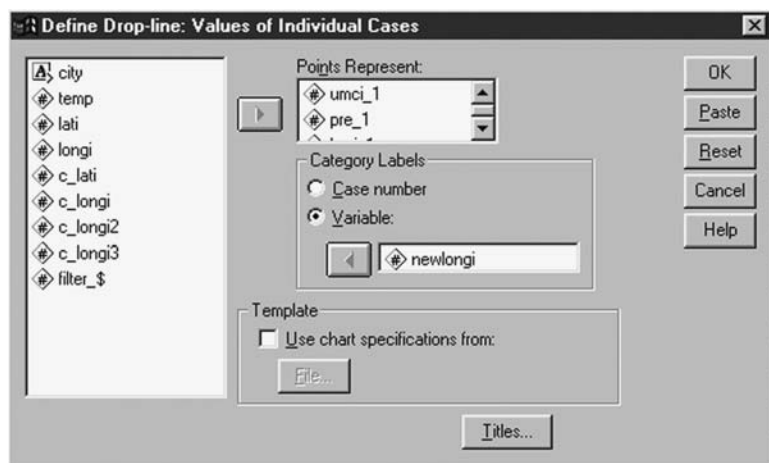 Define Drop-line: Values of Individual Cases
city
temp
lati
longi
c_lati
c_longi
c_longi2
c_longi3
filter_$
Points Represent:
umci_1
pre_1
Category Labels
Case number
Variable:
newlongi
Template
Use chart specifications from:
File...
Titles...
OK
Paste
Reset
Cancel
Help